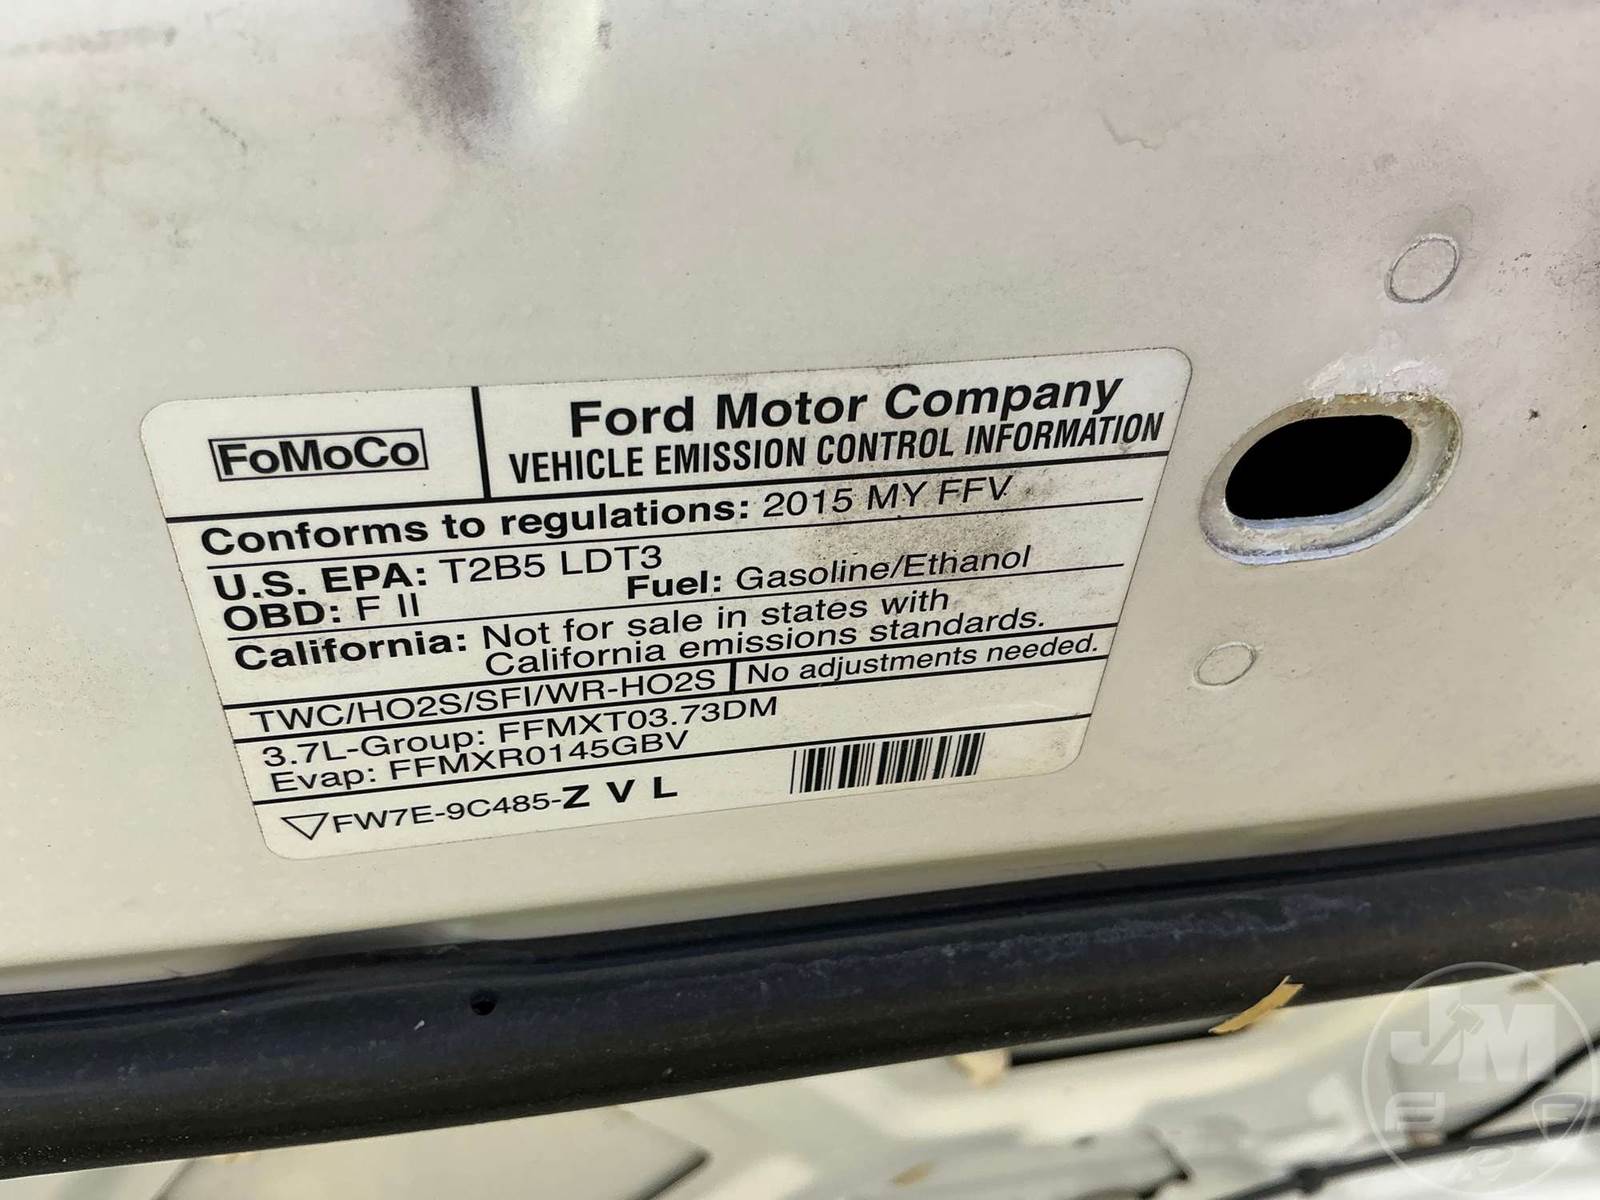 FoMoCo
Ford Motor Company
VEHICLE EMISSION CONTROL INFORMATION
Conforms to regulations: 2015 MY FFV
U.S. EPA: T2B5 LDT3
OBD: F II
Fuel: Gasoline/Ethanol
California: Not for sale in states with
California emissions standards.
TWC/HO2S/SFI/WR-HO2S
No adjustments needed.
3.7L-Group: FFMXT03.73DM
Evap: FFMXR0145GBV
FW7E-9C485-Z V L
JM